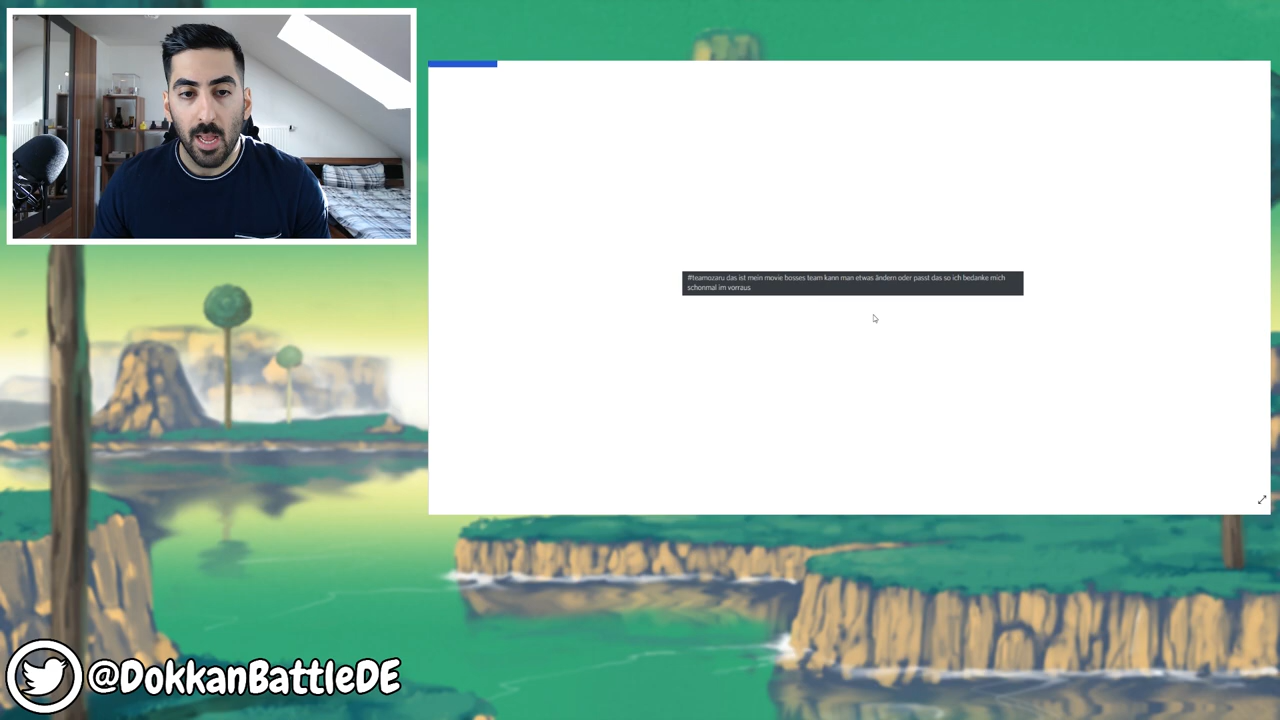 #teamozaru das ist mein movie bosses team kann man etwas ändern oder passt das so ich bedanke mich
schonmal im vorraus
@DokkanBattleDE